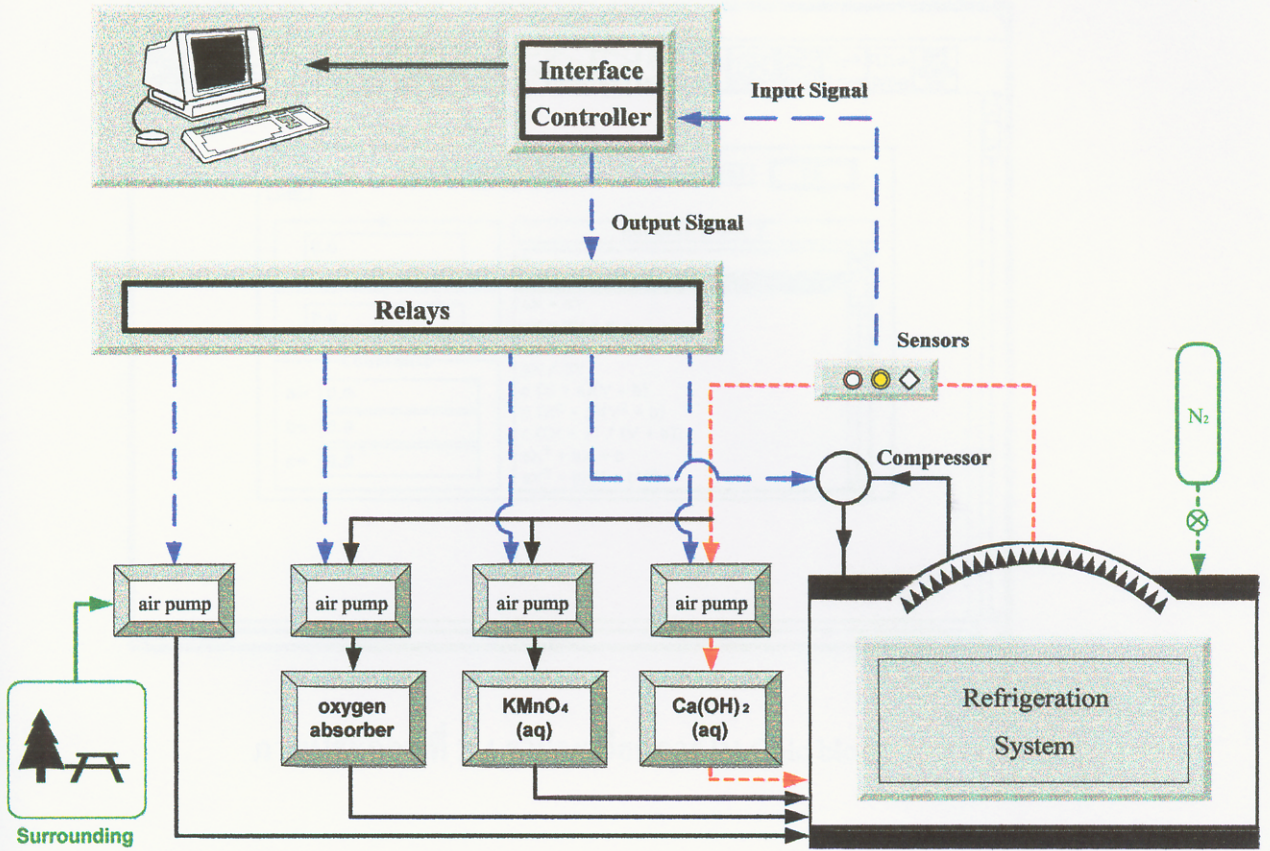 Interface
Controller
Input Signal
Output Signal
Relays
Sensors
N₂
Compressor
air pump
air pump
air pump
air pump
oxygen
absorber
KMnO₄
(aq)
Ca(OH)₂
(aq)
Refrigeration
System
Surrounding